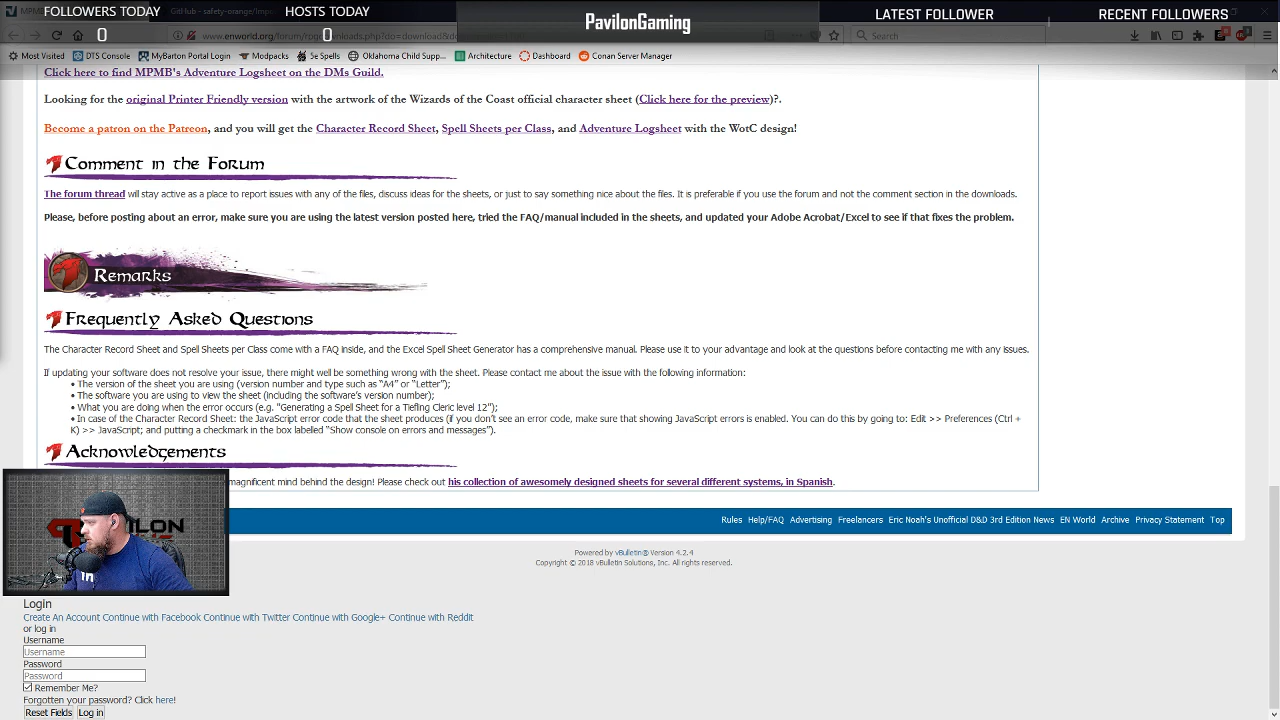 FOLLOWERS TODAY
0
HOSTS TODAY
0
PavilonGaming
LATEST FOLLOWER
RECENT FOLLOWERS
GitHub - safety-orange/Imp
www.enworld.org/forum/
Search
Most Visited DTS Console MyBarton Portal Login Modpacks 5e Spells Oklahoma Child Supp... Architecture Dashboard Conan Server Manager
Click here to find MPMB's Adventure Logsheet on the DMs Guild.
Looking for the original Printer Friendly version with the artwork of the Wizards of the Coast official character sheet (Click here for the preview)?.
Become a patron on the Patreon, and you will get the Character Record Sheet, Spell Sheets per Class, and Adventure Logsheet with the WotC design!
Comment in the Forum
The forum thread will stay active as a place to report issues with any of the files, discuss ideas for the sheets, or just to say something nice about the files. It is preferable if you use the forum and not the comment section in the downloads.
Please, before posting about an error, make sure you are using the latest version posted here, tried the FAQ/manual included in the sheets, and updated your Adobe Acrobat/Excel to see if that fixes the problem.
Remarks
Frequently Asked Questions
The Character Record Sheet and Spell Sheets per Class come with a FAQ inside, and the Excel Spell Sheet Generator has a comprehensive manual. Please use it to your advantage and look at the questions before contacting me with any issues.
If updating your software does not resolve your issue, there might well be something wrong with the sheet. Please contact me about the issue with the following information:
• The version of the sheet you are using (version number and type such as "A4" or "Letter");
• The software you are using to view the sheet (including the software's version number);
• What you are doing when the error occurs (e.g. "Generating a Spell Sheet for a Tiefling Cleric level 12");
• In case of the Character Record Sheet: the JavaScript error code that the sheet produces (if you don't see an error code, make sure that showing JavaScript errors is enabled. You can do this by going to: Edit >> Preferences (Ctrl +
K) >> JavaScript; and putting a checkmark in the box labelled "Show console on errors and messages").
Acknowledgements
magnificent mind behind the design! Please check out his collection of awesomely designed sheets for several different systems, in Spanish.
Rules Help/FAQ Advertising Freelancers Eric Noah's Unofficial D&D 3rd Edition News EN World Archive Privacy Statement Top
Powered by vBulletin® Version 4.2.4
Copyright © 2018 vBulletin Solutions, Inc. All rights reserved.
Login
Create An Account Continue with Facebook Continue with Twitter Continue with Google+ Continue with Reddit
or log in
Username
Username
Password
Password
Remember Me?
Forgotten your password? Click here!
Reset Fields Log in